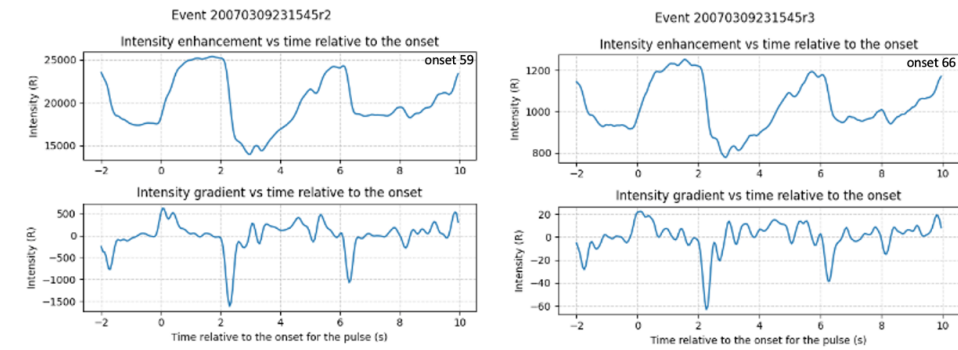 Event 20070309231545r2
Intensity enhancement vs time relative to the onset
onset 59
Intensity (R)
25000
20000
15000
−2 0 2 4 6 8 10
Intensity gradient vs time relative to the onset
Intensity (R)
500
0
−500
−1000
−1500
−2 0 2 4 6 8 10
Time relative to the onset for the pulse (s)
Event 20070309231545r3
Intensity enhancement vs time relative to the onset
onset 66
Intensity (R)
1200
1000
800
−2 0 2 4 6 8 10
Intensity gradient vs time relative to the onset
Intensity (R)
20
0
−20
−40
−60
−2 0 2 4 6 8 10
Time relative to the onset for the pulse (s)